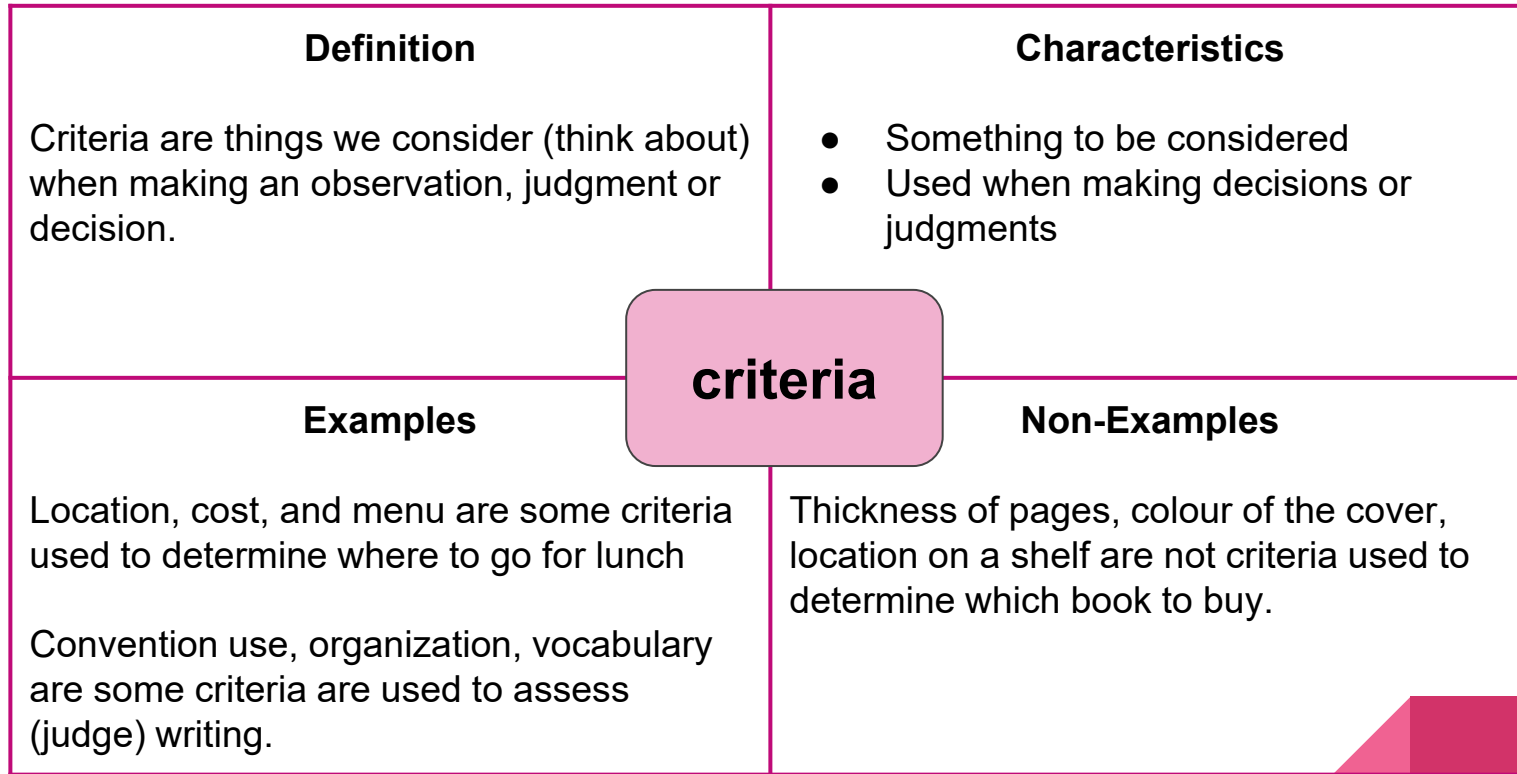 Definition
Criteria are things we consider (think about)
when making an observation, judgment or
decision.
Characteristics
● Something to be considered
● Used when making decisions or
judgments
criteria
Examples
Location, cost, and menu are some criteria
used to determine where to go for lunch
Convention use, organization, vocabulary
are some criteria are used to assess
(judge) writing.
Non-Examples
Thickness of pages, colour of the cover,
location on a shelf are not criteria used to
determine which book to buy.